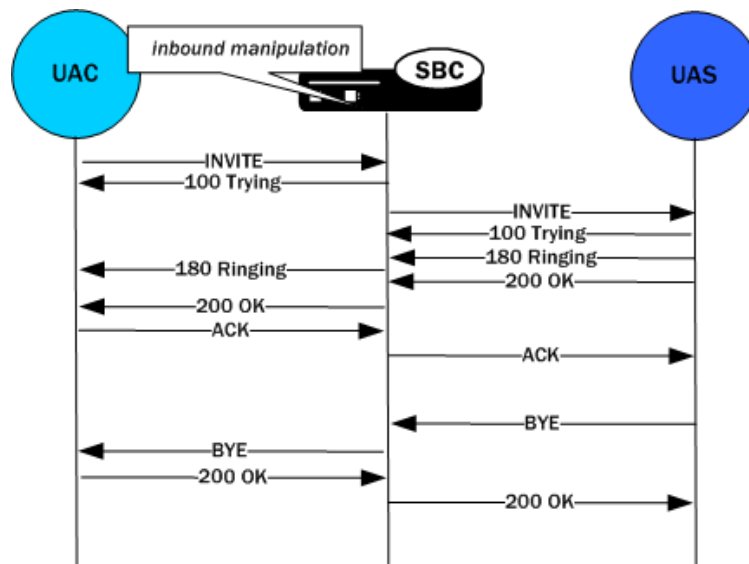 inbound manipulation
UAC
SBC
UAS
INVITE
100 Trying
INVITE
100 Trying
180 Ringing
180 Ringing
200 OK
200 OK
ACK
ACK
BYE
BYE
200 OK
200 OK